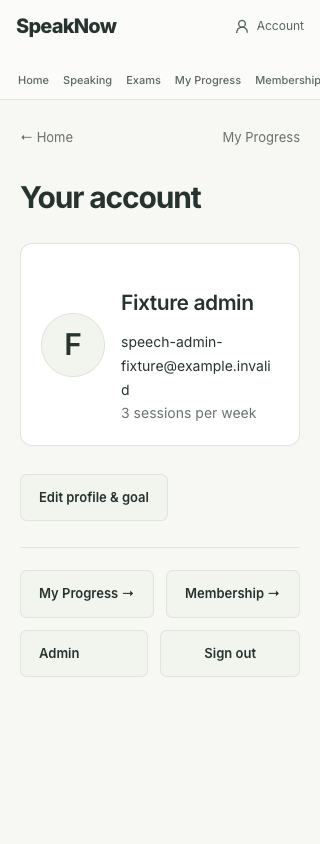 SpeakNow
Account
Home Speaking Exams My Progress Membership
← Home
My Progress
Your account
F
Fixture admin
speech-admin-
fixture@example.invali
d
3 sessions per week
Edit profile & goal
My Progress →
Membership →
Admin
Sign out